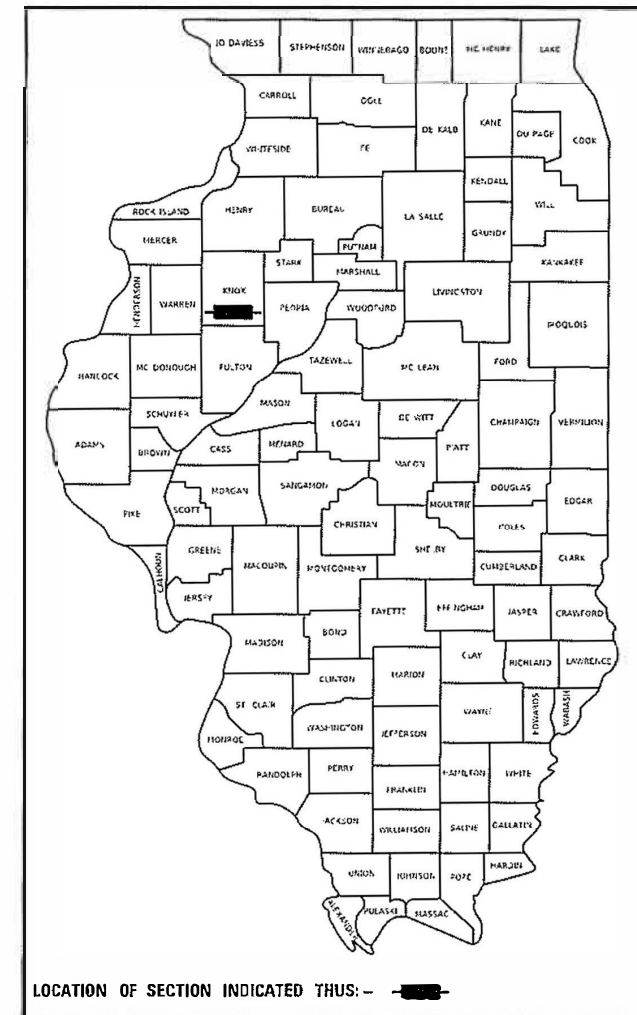 JO DAVIESS STEPHENSON WINNEBAGO BOONE MC HENRY LAKE
CARROLL OGLE DE KALB KANE DU PAGE COOK
WHITESIDE KENDALL WILL
ROCK ISLAND HENRY BUREAU LA SALLE GRUNDY
MERCER PUTNAM KANKAKEE
STARK MARSHALL
HENDERSON WARREN KNOX PEORIA WOODFORD LIVINGSTON IROQUOIS
HANCOCK MC DONOUGH FULTON TAZEWELL MC LEAN FORD
SCHUYLER MASON LOGAN DE WITT CHAMPAIGN VERMILION
ADAMS BROWN CASS MENARD MACON PIATT
PIKE SCOTT MORGAN SANGAMON CHRISTIAN MOULTRIE DOUGLAS EDGAR
COLES
CALHOUN GREENE MACOUPIN MONTGOMERY SHELBY CUMBERLAND CLARK
JERSEY FAYETTE EFFINGHAM JASPER CRAWFORD
MADISON BOND CLAY RICHLAND LAWRENCE
CLINTON MARION
ST CLAIR WAYNE EDWARDS WABASH
MONROE WASHINGTON JEFFERSON
RANDOLPH PERRY FRANKLIN HAMILTON WHITE
JACKSON WILLIAMSON SALINE GALLATIN
UNION JOHNSON POPE HARDIN
ALEXANDER PULASKI MASSAC
LOCATION OF SECTION INDICATED THUS: –